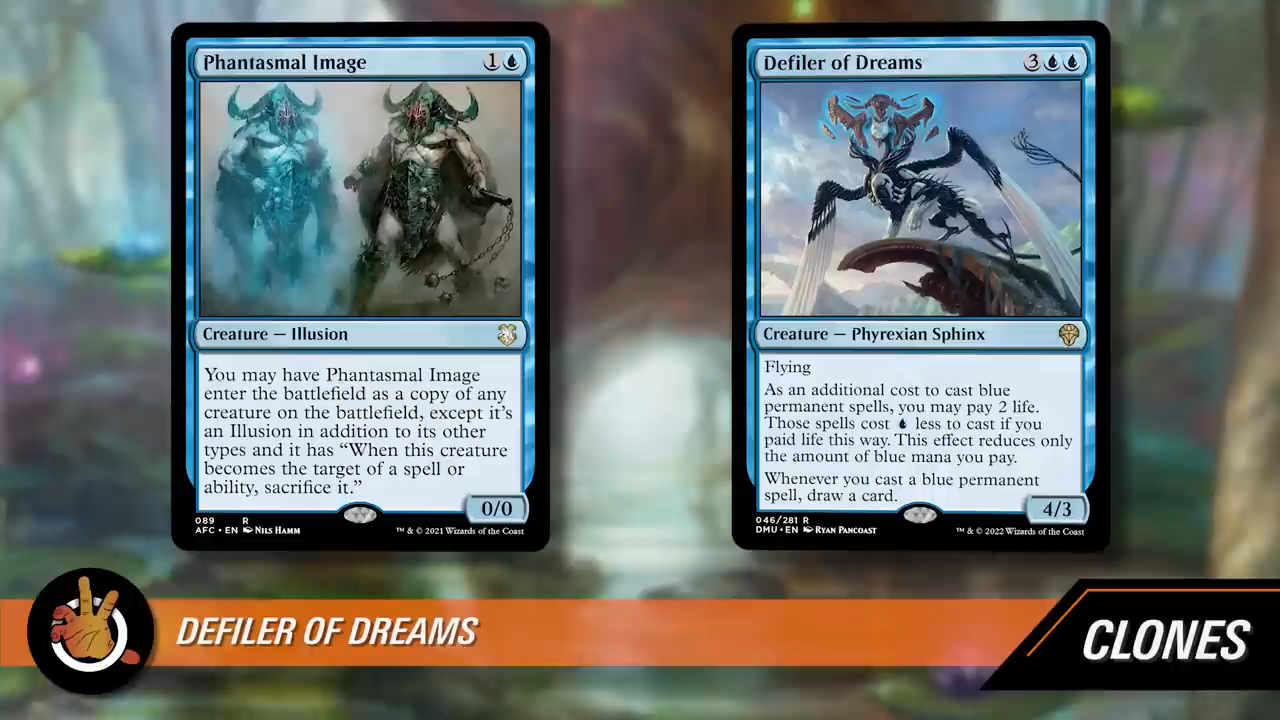 Phantasmal Image 1
Creature — Illusion
You may have Phantasmal Image
enter the battlefield as a copy of any
creature on the battlefield, except it's
an Illusion in addition to its other
types and it has “When this creature
becomes the target of a spell or
ability, sacrifice it.”
0/0
089 R
AFC • EN Nils Hamm
™ & © 2021 Wizards of the Coast
Defiler of Dreams 3
Creature — Phyrexian Sphinx
Flying
As an additional cost to cast blue
permanent spells, you may pay 2 life.
Those spells cost less to cast if you
paid life this way. This effect reduces only
the amount of blue mana you pay.
Whenever you cast a blue permanent
spell, draw a card.
4/3
046/281 R
DMU • EN Ryan Pancoast
™ & © 2022 Wizards of the Coast
DEFILER OF DREAMS
CLONES